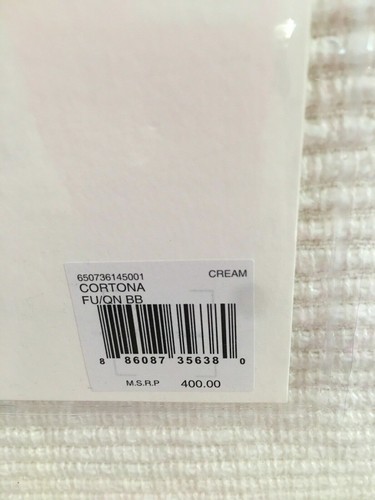 650736145001 CREAM
CORTONA
FU/QN BB
8 86087 35638 0
M.S.R.P 400.00